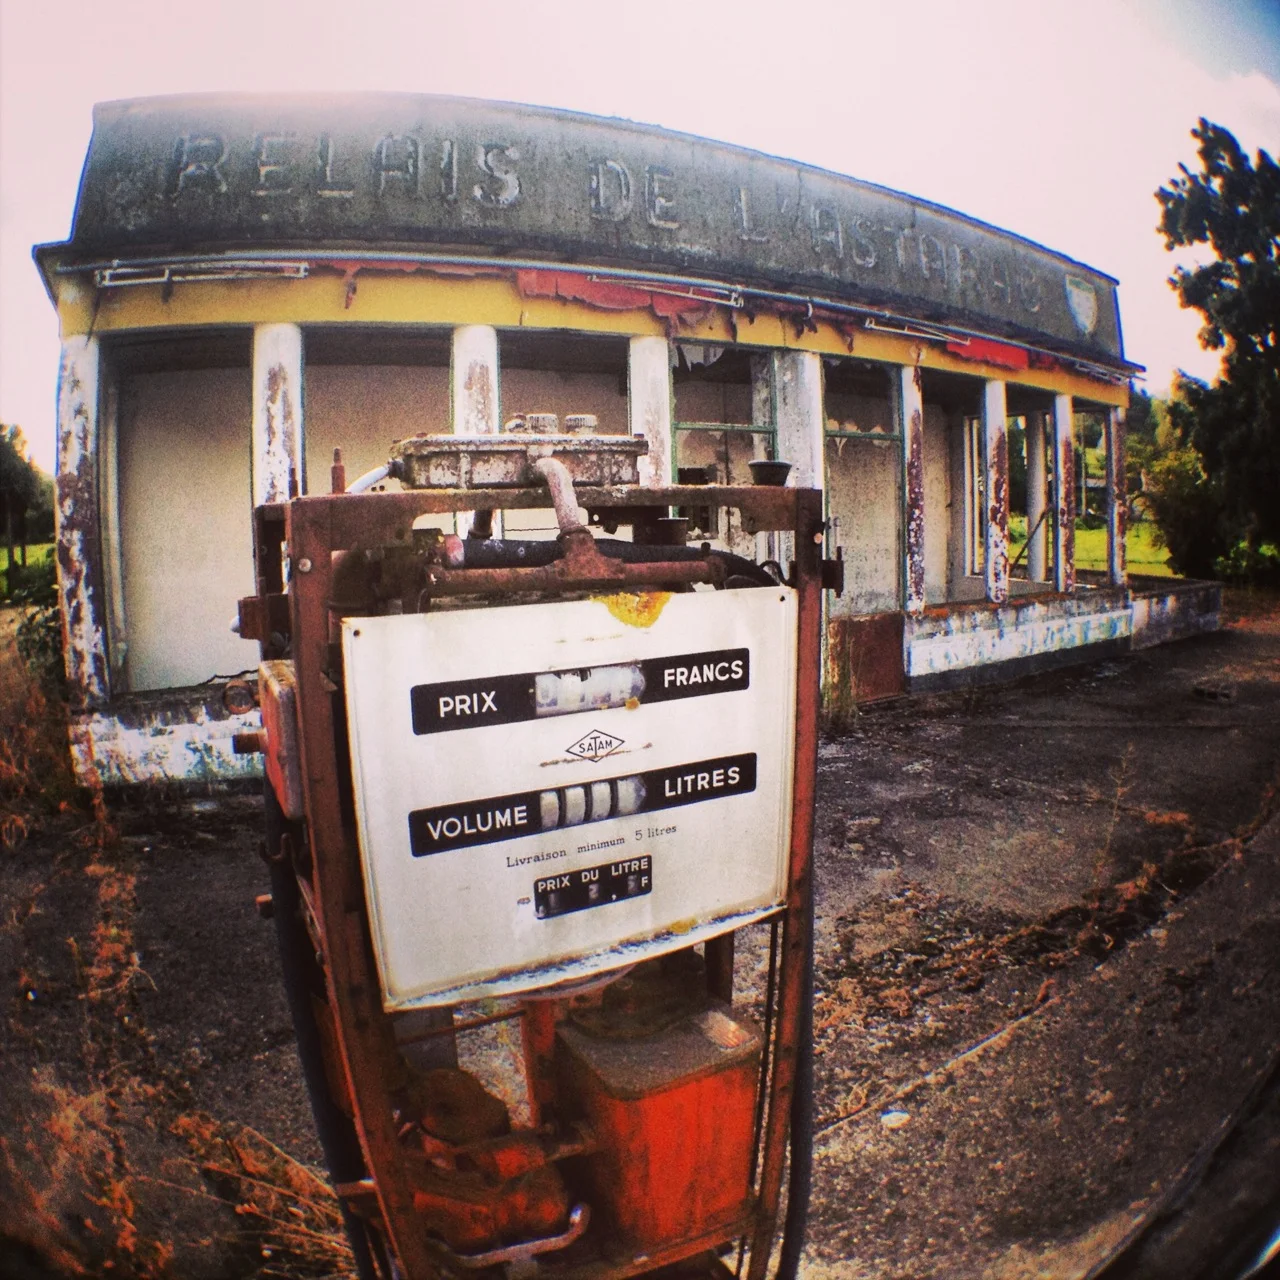 RELAIS DE L'ASTARAC
PRIX FRANCS
SATAM
VOLUME LITRES
Livraison minimum 5 litres
PRIX DU LITRE
F